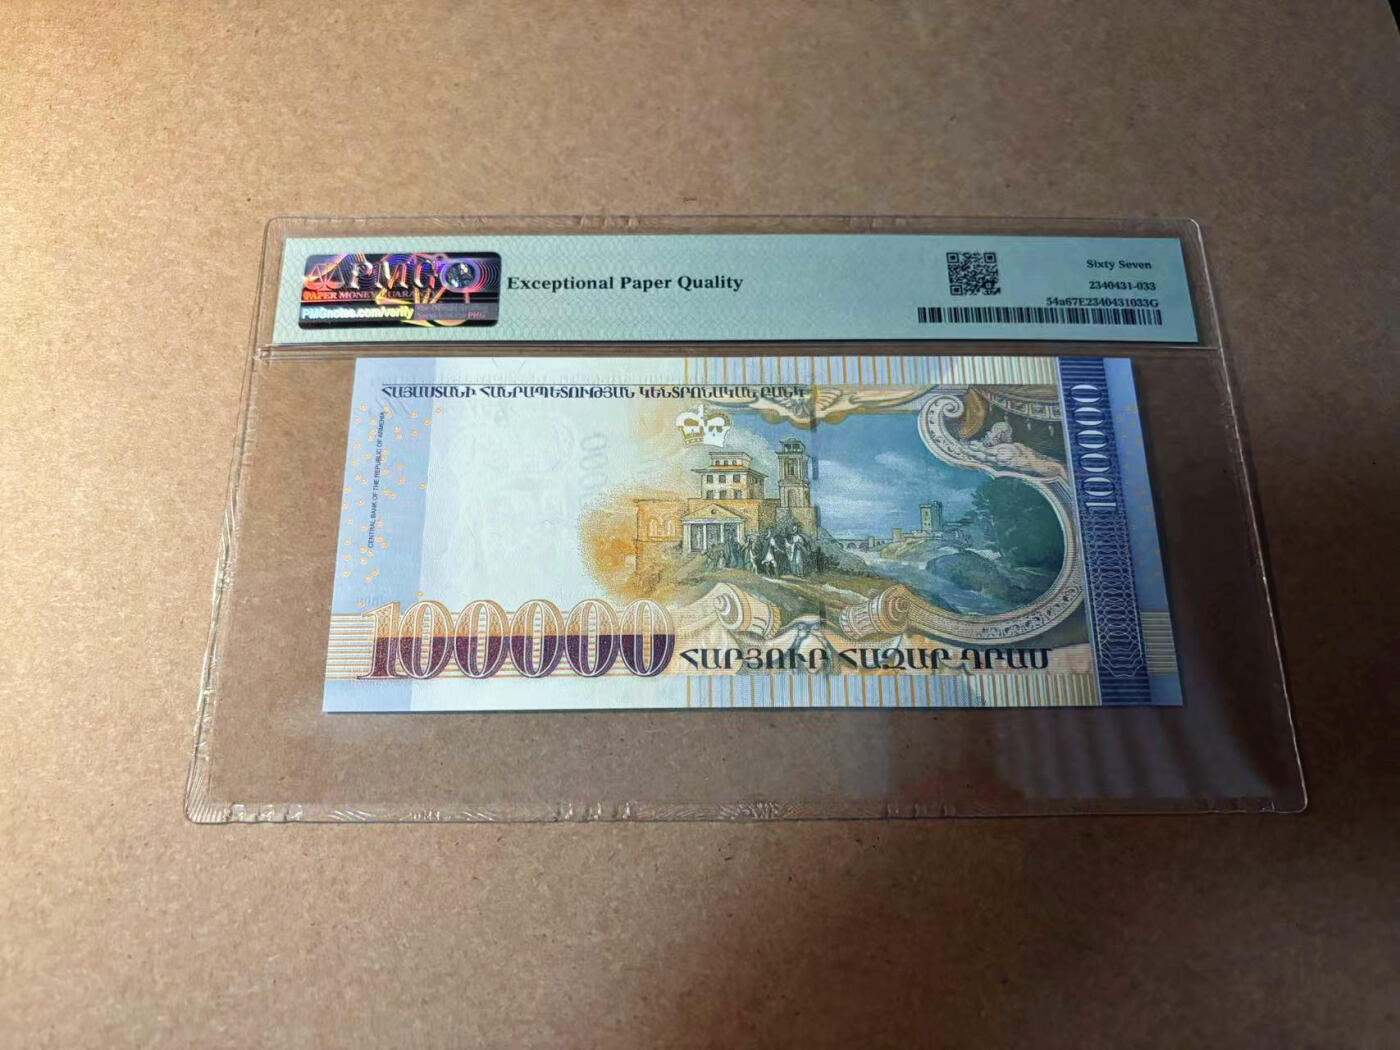 PMG
PAPER MONEY GUARANTY
PMGnotes.com/verify
Exceptional Paper Quality
Sixty Seven
2340431-033
54a67E2340431033G
ՀԱՅԱՍՏԱՆԻ ՀԱՆՐԱՊԵՏՈՒԹՅԱՆ ԿԵՆՏՐՈՆԱԿԱՆ ԲԱՆԿ
CENTRAL BANK OF THE REPUBLIC OF ARMENIA
100000
100000
ՀԱՐՅՈՒՐ ՀԱԶԱՐ ԴՐԱՄ